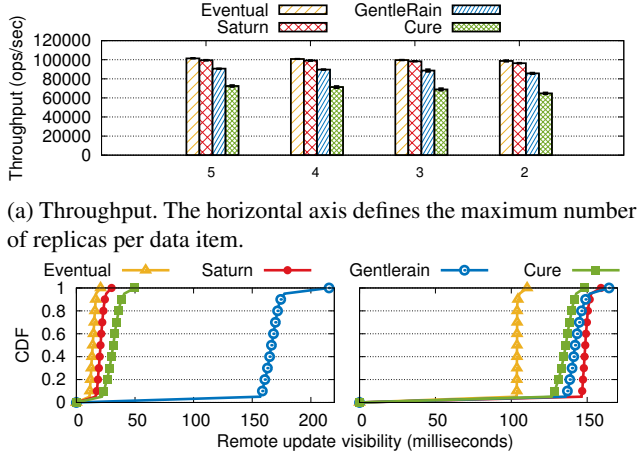 Eventual GentleRain
Saturn Cure
Throughput (ops/sec)
120000
100000
80000
60000
40000
20000
0
5 4 3 2
(a) Throughput. The horizontal axis defines the maximum number
of replicas per data item.
Eventual Saturn Gentlerain Cure
CDF
1
0.8
0.6
0.4
0.2
0
0 50 100 150 200 0 50 100 150
Remote update visibility (milliseconds)